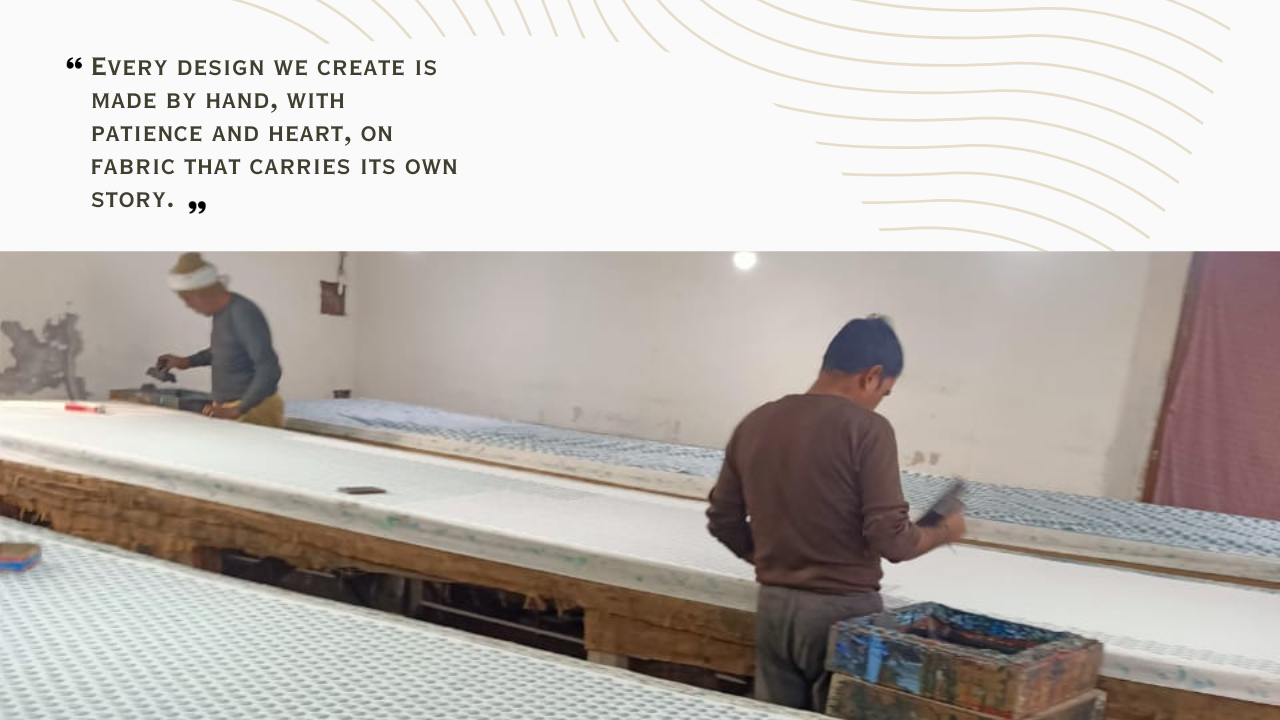 “ Every design we create is
made by hand, with
patience and heart, on
fabric that carries its own
story. ”